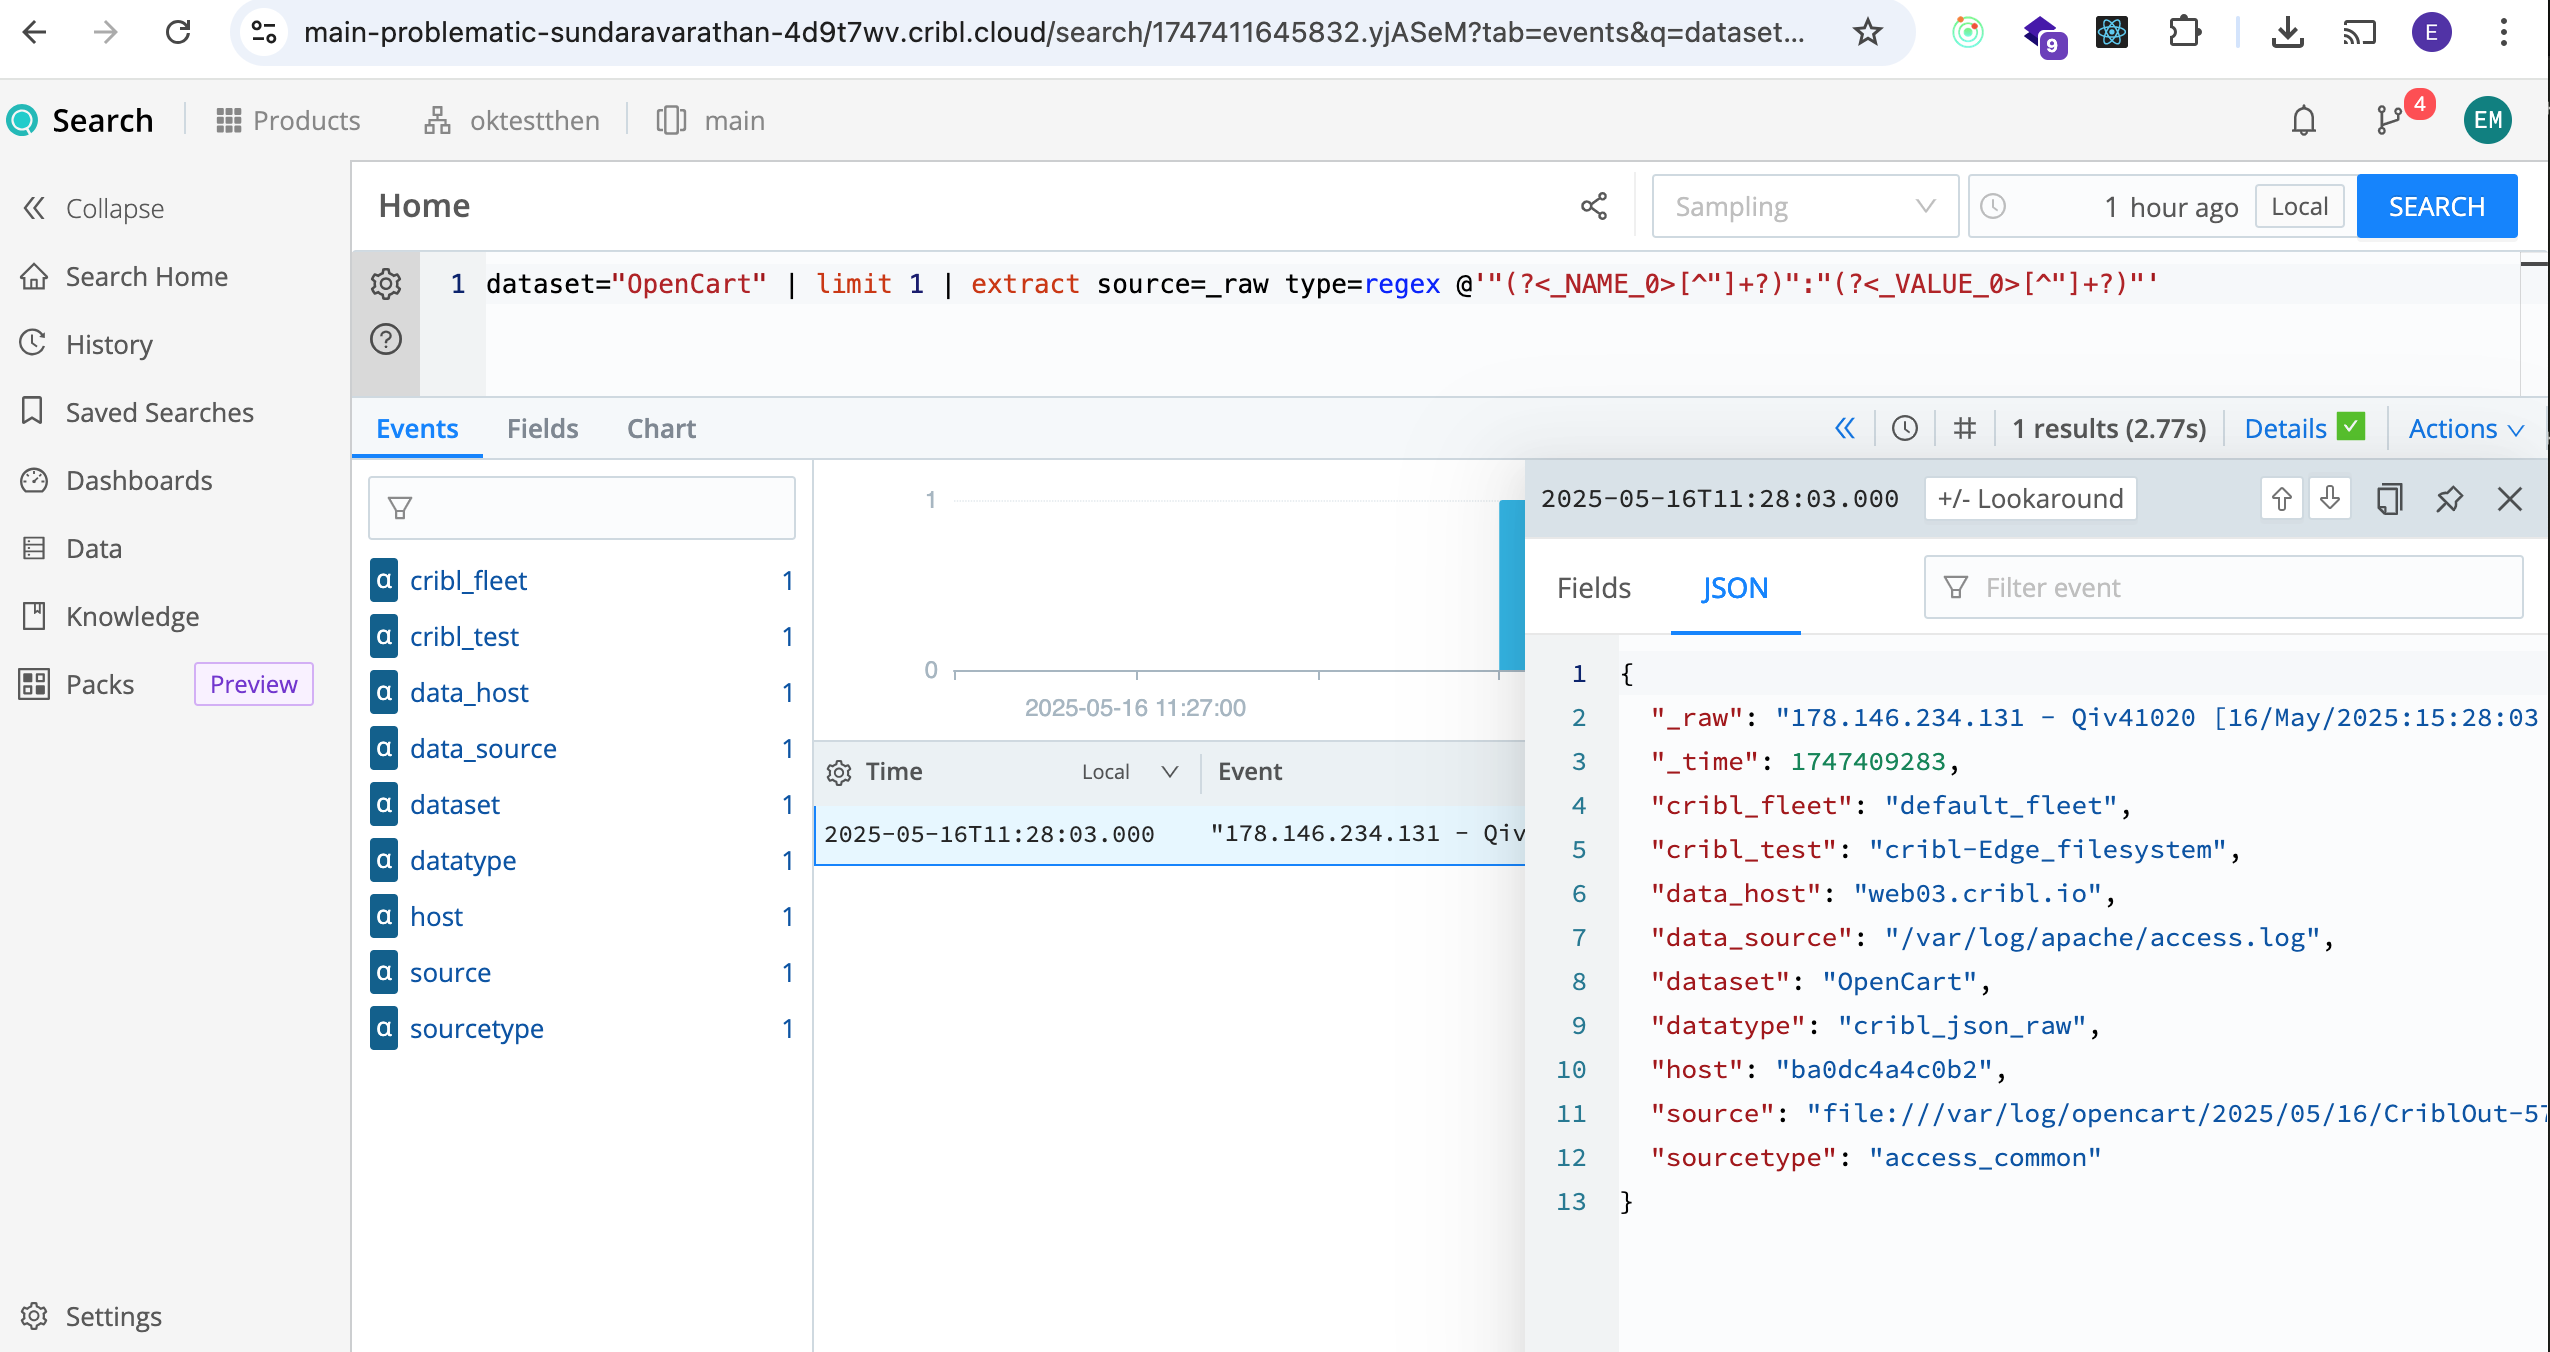 main-problematic-sundaravarathan-4d9t7wv.cribl.cloud/search/1747411645832.yjASeM?tab=events&q=dataset...
9
E
Search
Products
oktestthen
main
4
EM
Collapse
Search Home
History
Saved Searches
Dashboards
Data
Knowledge
Packs
Preview
Settings
Home
Sampling
1 hour ago
Local
SEARCH
1 dataset="OpenCart" | limit 1 | extract source=_raw type=regex @'"(?<_NAME_0>[^"]+?)":"(?<_VALUE_0>[^"]+?)"'
Events
Fields
Chart
1 results (2.77s)
Details
Actions
α cribl_fleet 1
α cribl_test 1
α data_host 1
α data_source 1
α dataset 1
α datatype 1
α host 1
α source 1
α sourcetype 1
1
0
2025-05-16 11:27:00
Time
Local
Event
2025-05-16T11:28:03.000 "178.146.234.131 - Qiv
2025-05-16T11:28:03.000
+/- Lookaround
Fields
JSON
Filter event
1 {
2 "_raw": "178.146.234.131 - Qiv41020 [16/May/2025:15:28:03
3 "_time": 1747409283,
4 "cribl_fleet": "default_fleet",
5 "cribl_test": "cribl-Edge_filesystem",
6 "data_host": "web03.cribl.io",
7 "data_source": "/var/log/apache/access.log",
8 "dataset": "OpenCart",
9 "datatype": "cribl_json_raw",
10 "host": "ba0dc4a4c0b2",
11 "source": "file:///var/log/opencart/2025/05/16/CriblOut-57
12 "sourcetype": "access_common"
13 }